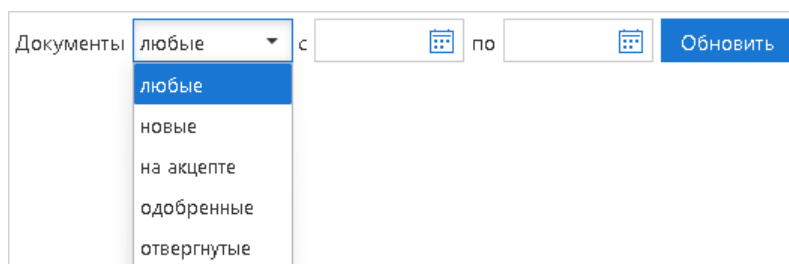 Документы любые с по Обновить
любые
новые
на акцепте
одобренные
отвергнутые